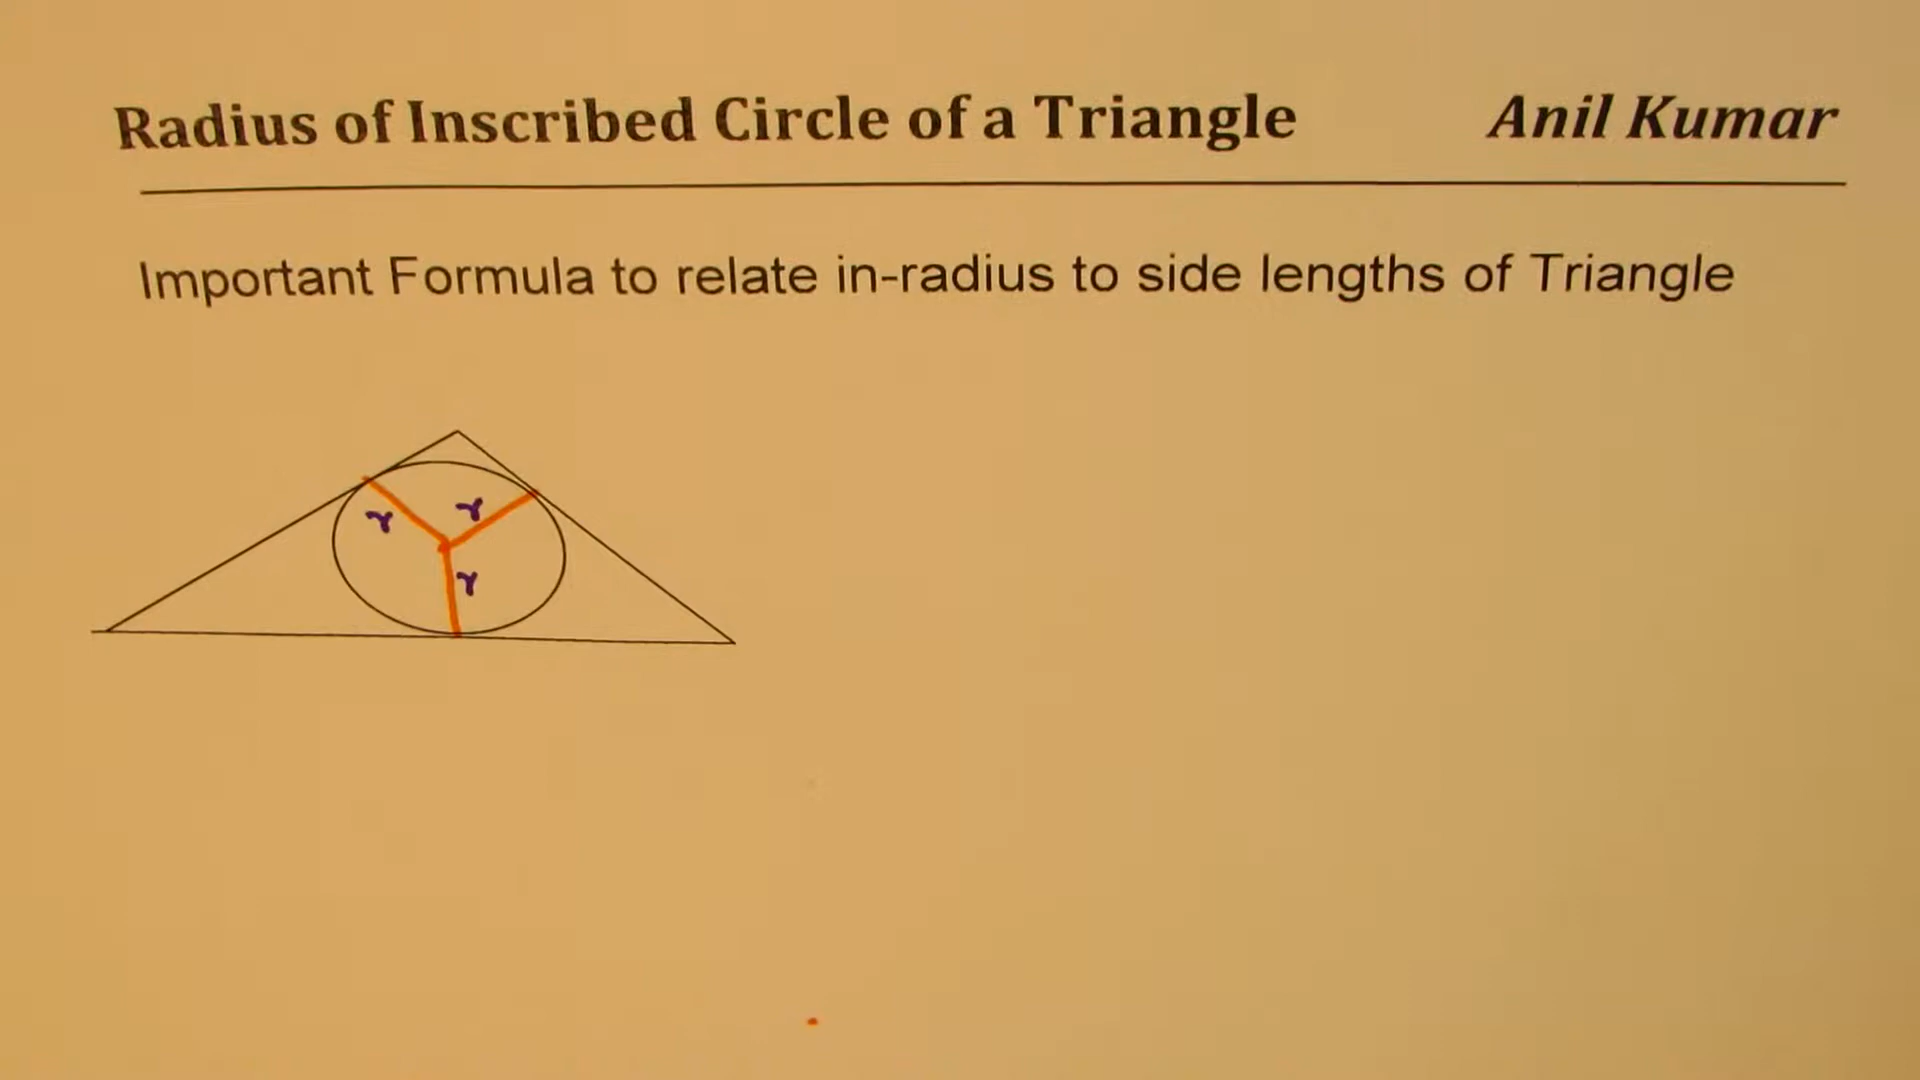 Radius of Inscribed Circle of a Triangle Anil Kumar
Important Formula to relate in-radius to side lengths of Triangle
r r
r